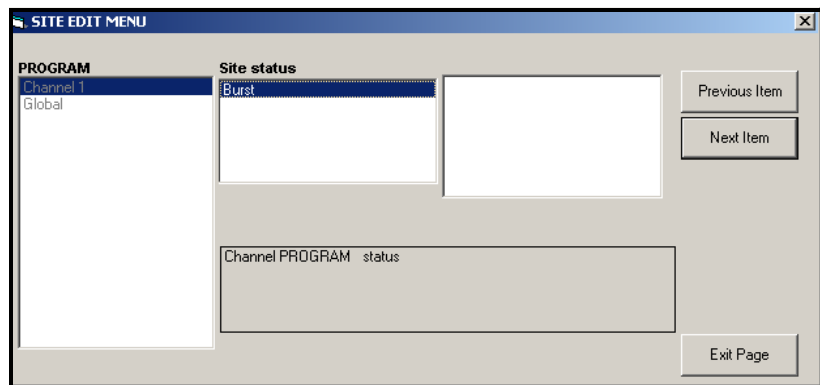 SITE EDIT MENU
PROGRAM
Channel 1
Global
Site status
Burst
Previous Item
Next Item
Channel PROGRAM status
Exit Page